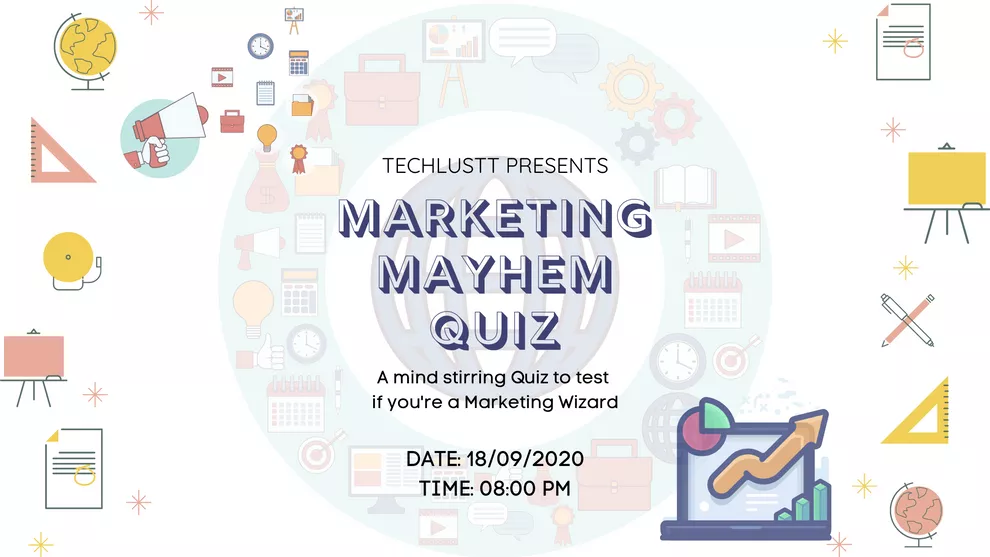 TECHLUSTT PRESENTS
MARKETING
MAYHEM
QUIZ
A mind stirring Quiz to test
if you're a Marketing Wizard
DATE: 18/09/2020
TIME: 08:00 PM